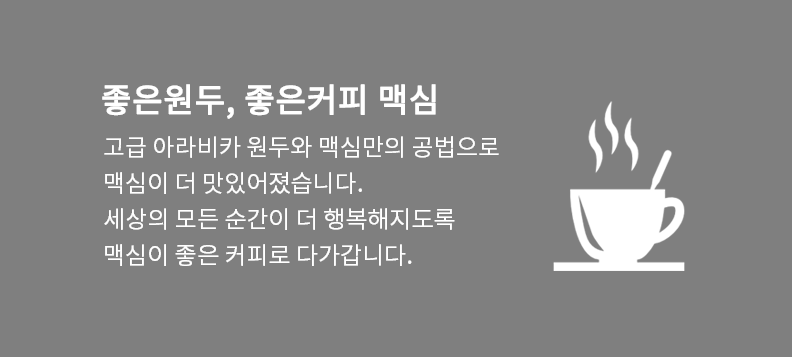 좋은원두, 좋은커피 맥심
고급 아라비카 원두와 맥심만의 공법으로
맥심이 더 맛있어졌습니다.
세상의 모든 순간이 더 행복해지도록
맥심이 좋은 커피로 다가갑니다.